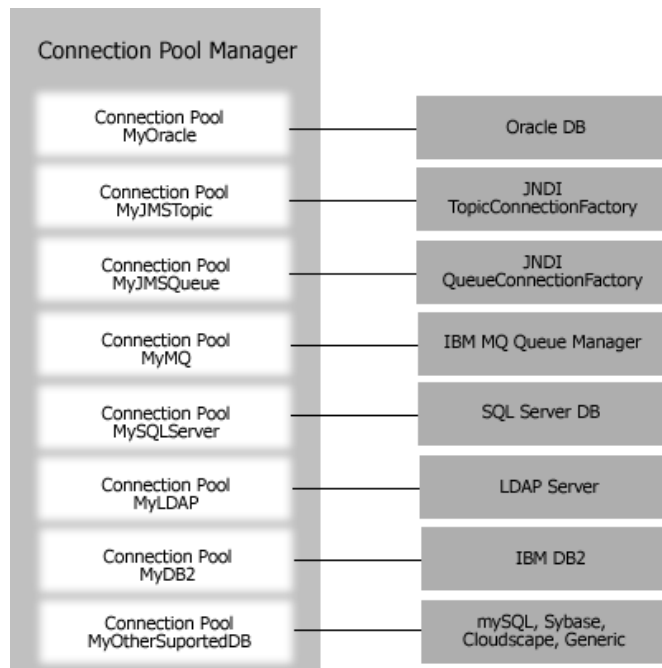 Connection Pool Manager
Connection Pool
MyOracle
Oracle DB
Connection Pool
MyJMSTopic
JNDI
TopicConnectionFactory
Connection Pool
MyJMSQueue
JNDI
QueueConnectionFactory
Connection Pool
MyMQ
IBM MQ Queue Manager
Connection Pool
MySQLServer
SQL Server DB
Connection Pool
MyLDAP
LDAP Server
Connection Pool
MyDB2
IBM DB2
Connection Pool
MyOtherSuportedDB
mySQL, Sybase,
Cloudscape, Generic